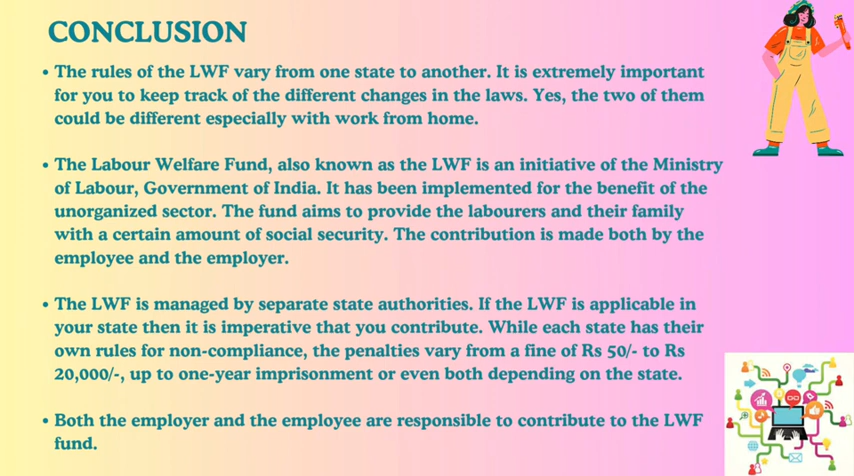 CONCLUSION
• The rules of the LWF vary from one state to another. It is extremely important
for you to keep track of the different changes in the laws. Yes, the two of them
could be different especially with work from home.
• The Labour Welfare Fund, also known as the LWF is an initiative of the Ministry
of Labour, Government of India. It has been implemented for the benefit of the
unorganized sector. The fund aims to provide the labourers and their family
with a certain amount of social security. The contribution is made both by the
employee and the employer.
• The LWF is managed by separate state authorities. If the LWF is applicable in
your state then it is imperative that you contribute. While each state has their
own rules for non-compliance, the penalties vary from a fine of Rs 50/- to Rs
20,000/-, up to one-year imprisonment or even both depending on the state.
• Both the employer and the employee are responsible to contribute to the LWF
fund.